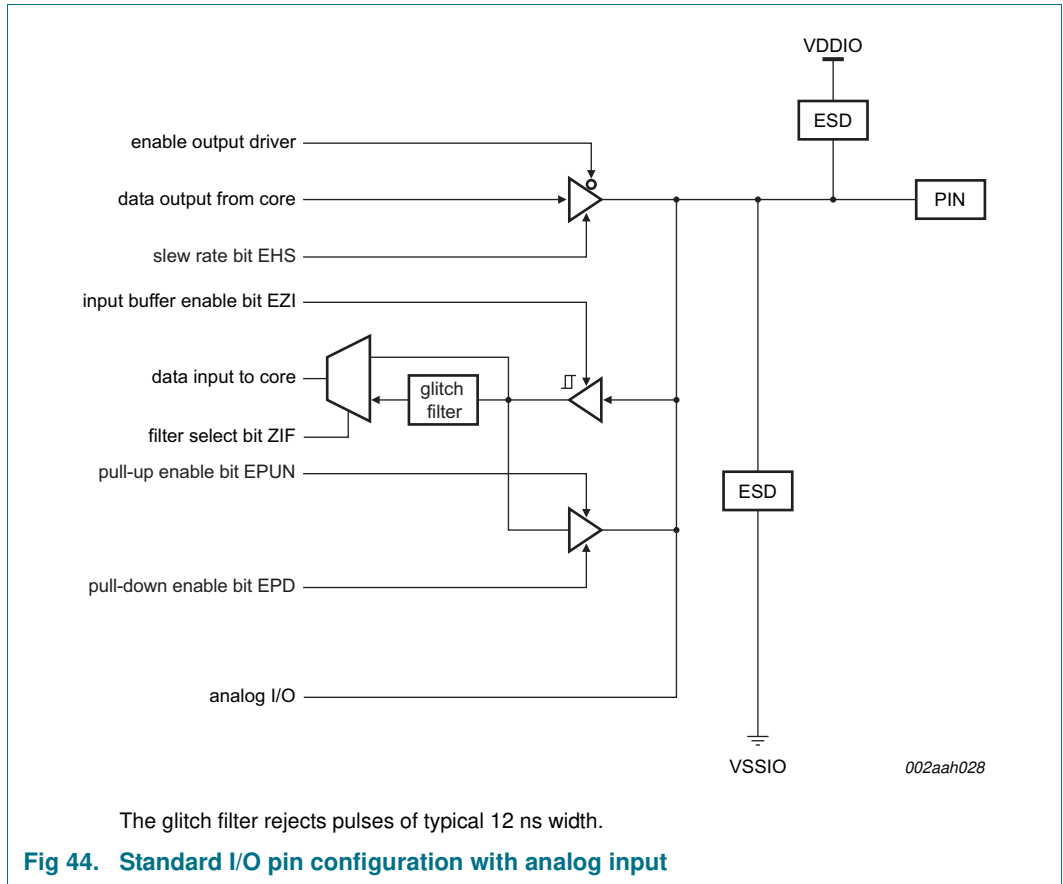 VDDIO
ESD
enable output driver
data output from core
PIN
slew rate bit EHS
input buffer enable bit EZI
data input to core
glitch
filter
filter select bit ZIF
pull-up enable bit EPUN
ESD
pull-down enable bit EPD
analog I/O
VSSIO
002aah028
The glitch filter rejects pulses of typical 12 ns width.
Fig 44. Standard I/O pin configuration with analog input